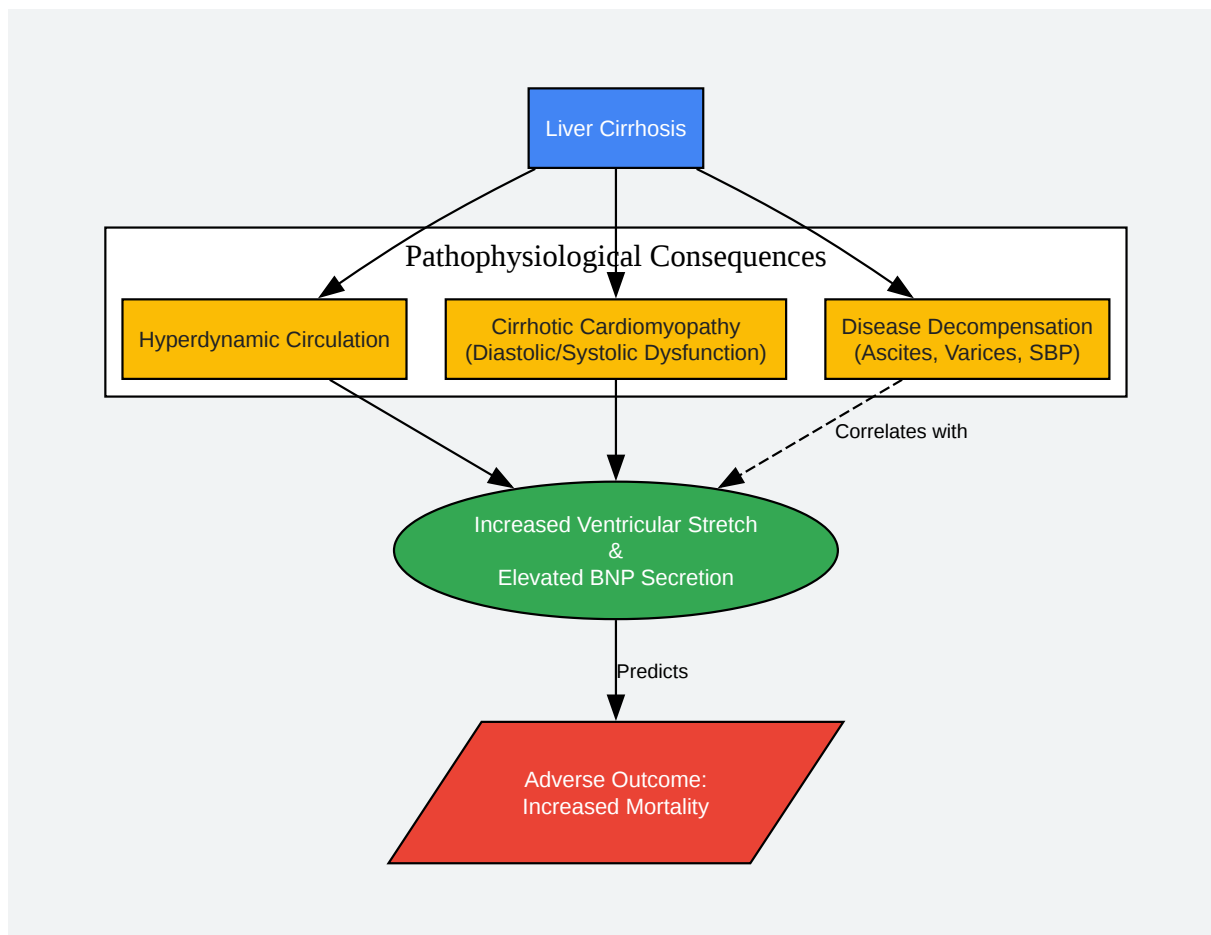 Liver Cirrhosis
Pathophysiological Consequences
Hyperdynamic Circulation
Cirrhotic Cardiomyopathy
(Diastolic/Systolic Dysfunction)
Disease Decompensation
(Ascites, Varices, SBP)
Correlates with
Increased Ventricular Stretch
&
Elevated BNP Secretion
Predicts
Adverse Outcome:
Increased Mortality